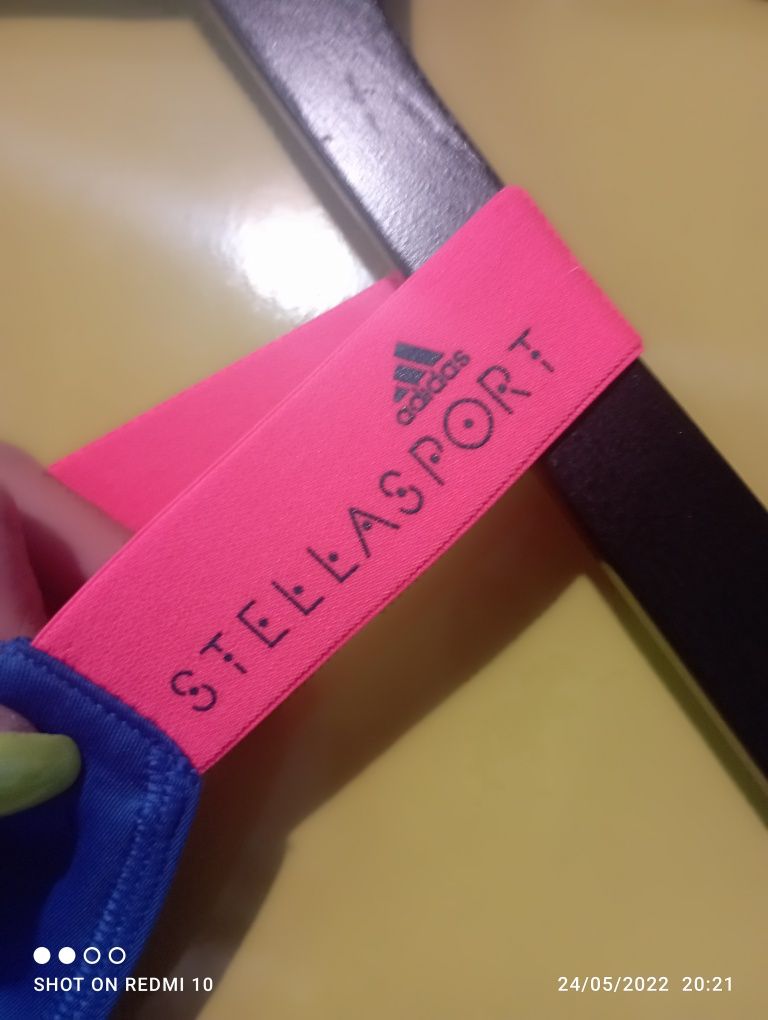 adidas
STELLASPORT
SHOT ON REDMI 10
24/05/2022 20:21